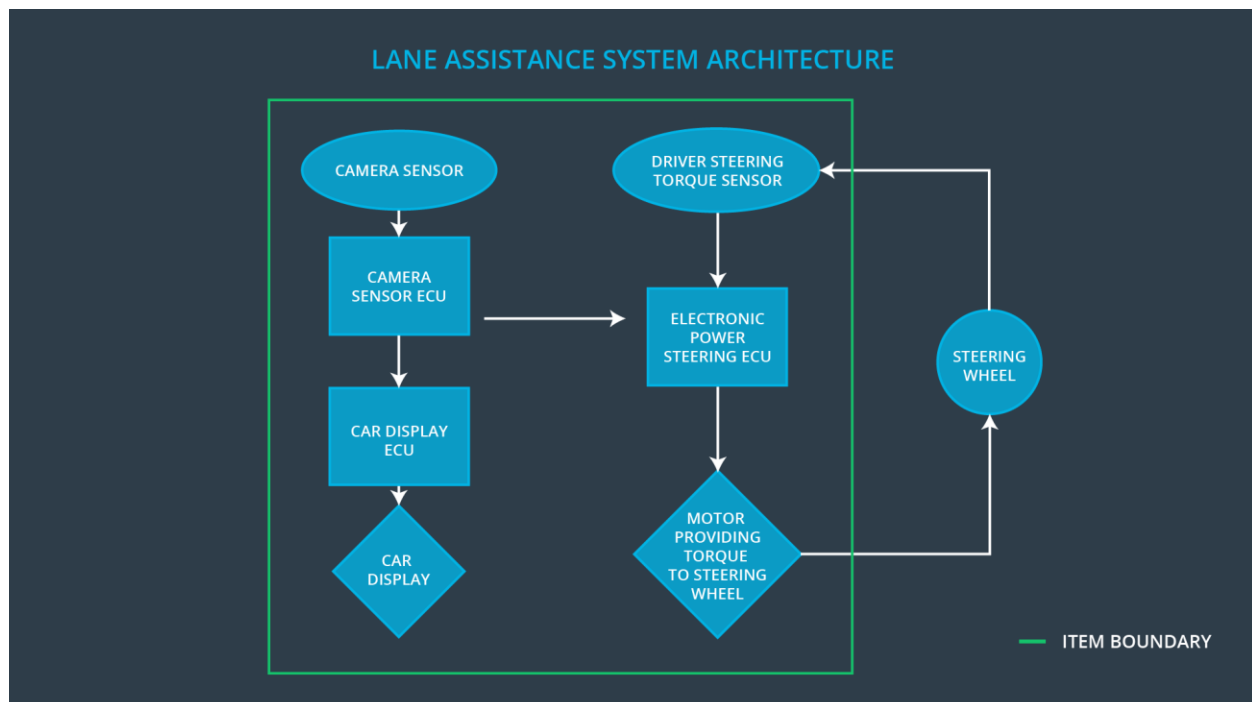 LANE ASSISTANCE SYSTEM ARCHITECTURE
CAMERA SENSOR
DRIVER STEERING
TORQUE SENSOR
CAMERA
SENSOR ECU
ELECTRONIC
POWER
STEERING ECU
STEERING
WHEEL
CAR DISPLAY
ECU
CAR
DISPLAY
MOTOR
PROVIDING
TORQUE
TO STEERING
WHEEL
ITEM BOUNDARY